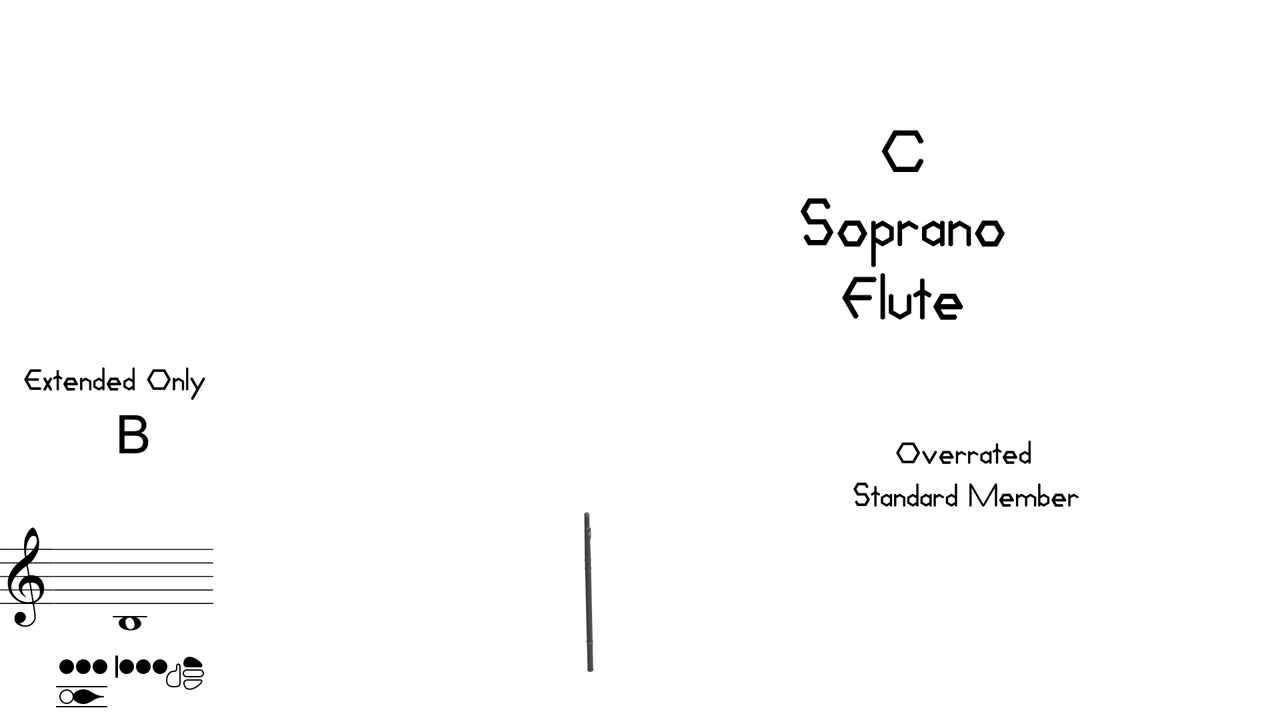 C
Soprano
Flute
Extended Only
B
Overrated
Standard Member